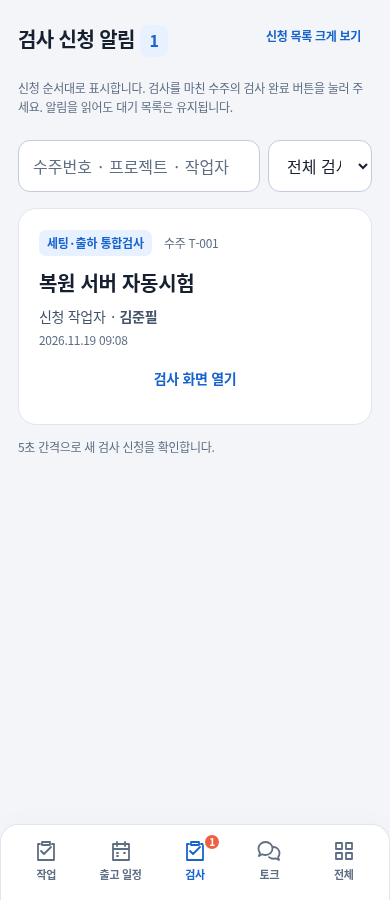 검사 신청 알림 1
신청 목록 크게 보기
신청 순서대로 표시합니다. 검사를 마친 수주의 검사 완료 버튼을 눌러 주
세요. 알림을 읽어도 대기 목록은 유지됩니다.
수주번호 · 프로젝트 · 작업자
전체 검사
세팅·출하 통합검사 수주 T-001
복원 서버 자동시험
신청 작업자 · 김준필
2026.11.19 09:08
검사 화면 열기
5초 간격으로 새 검사 신청을 확인합니다.
1
작업 출고 일정 검사 토크 전체